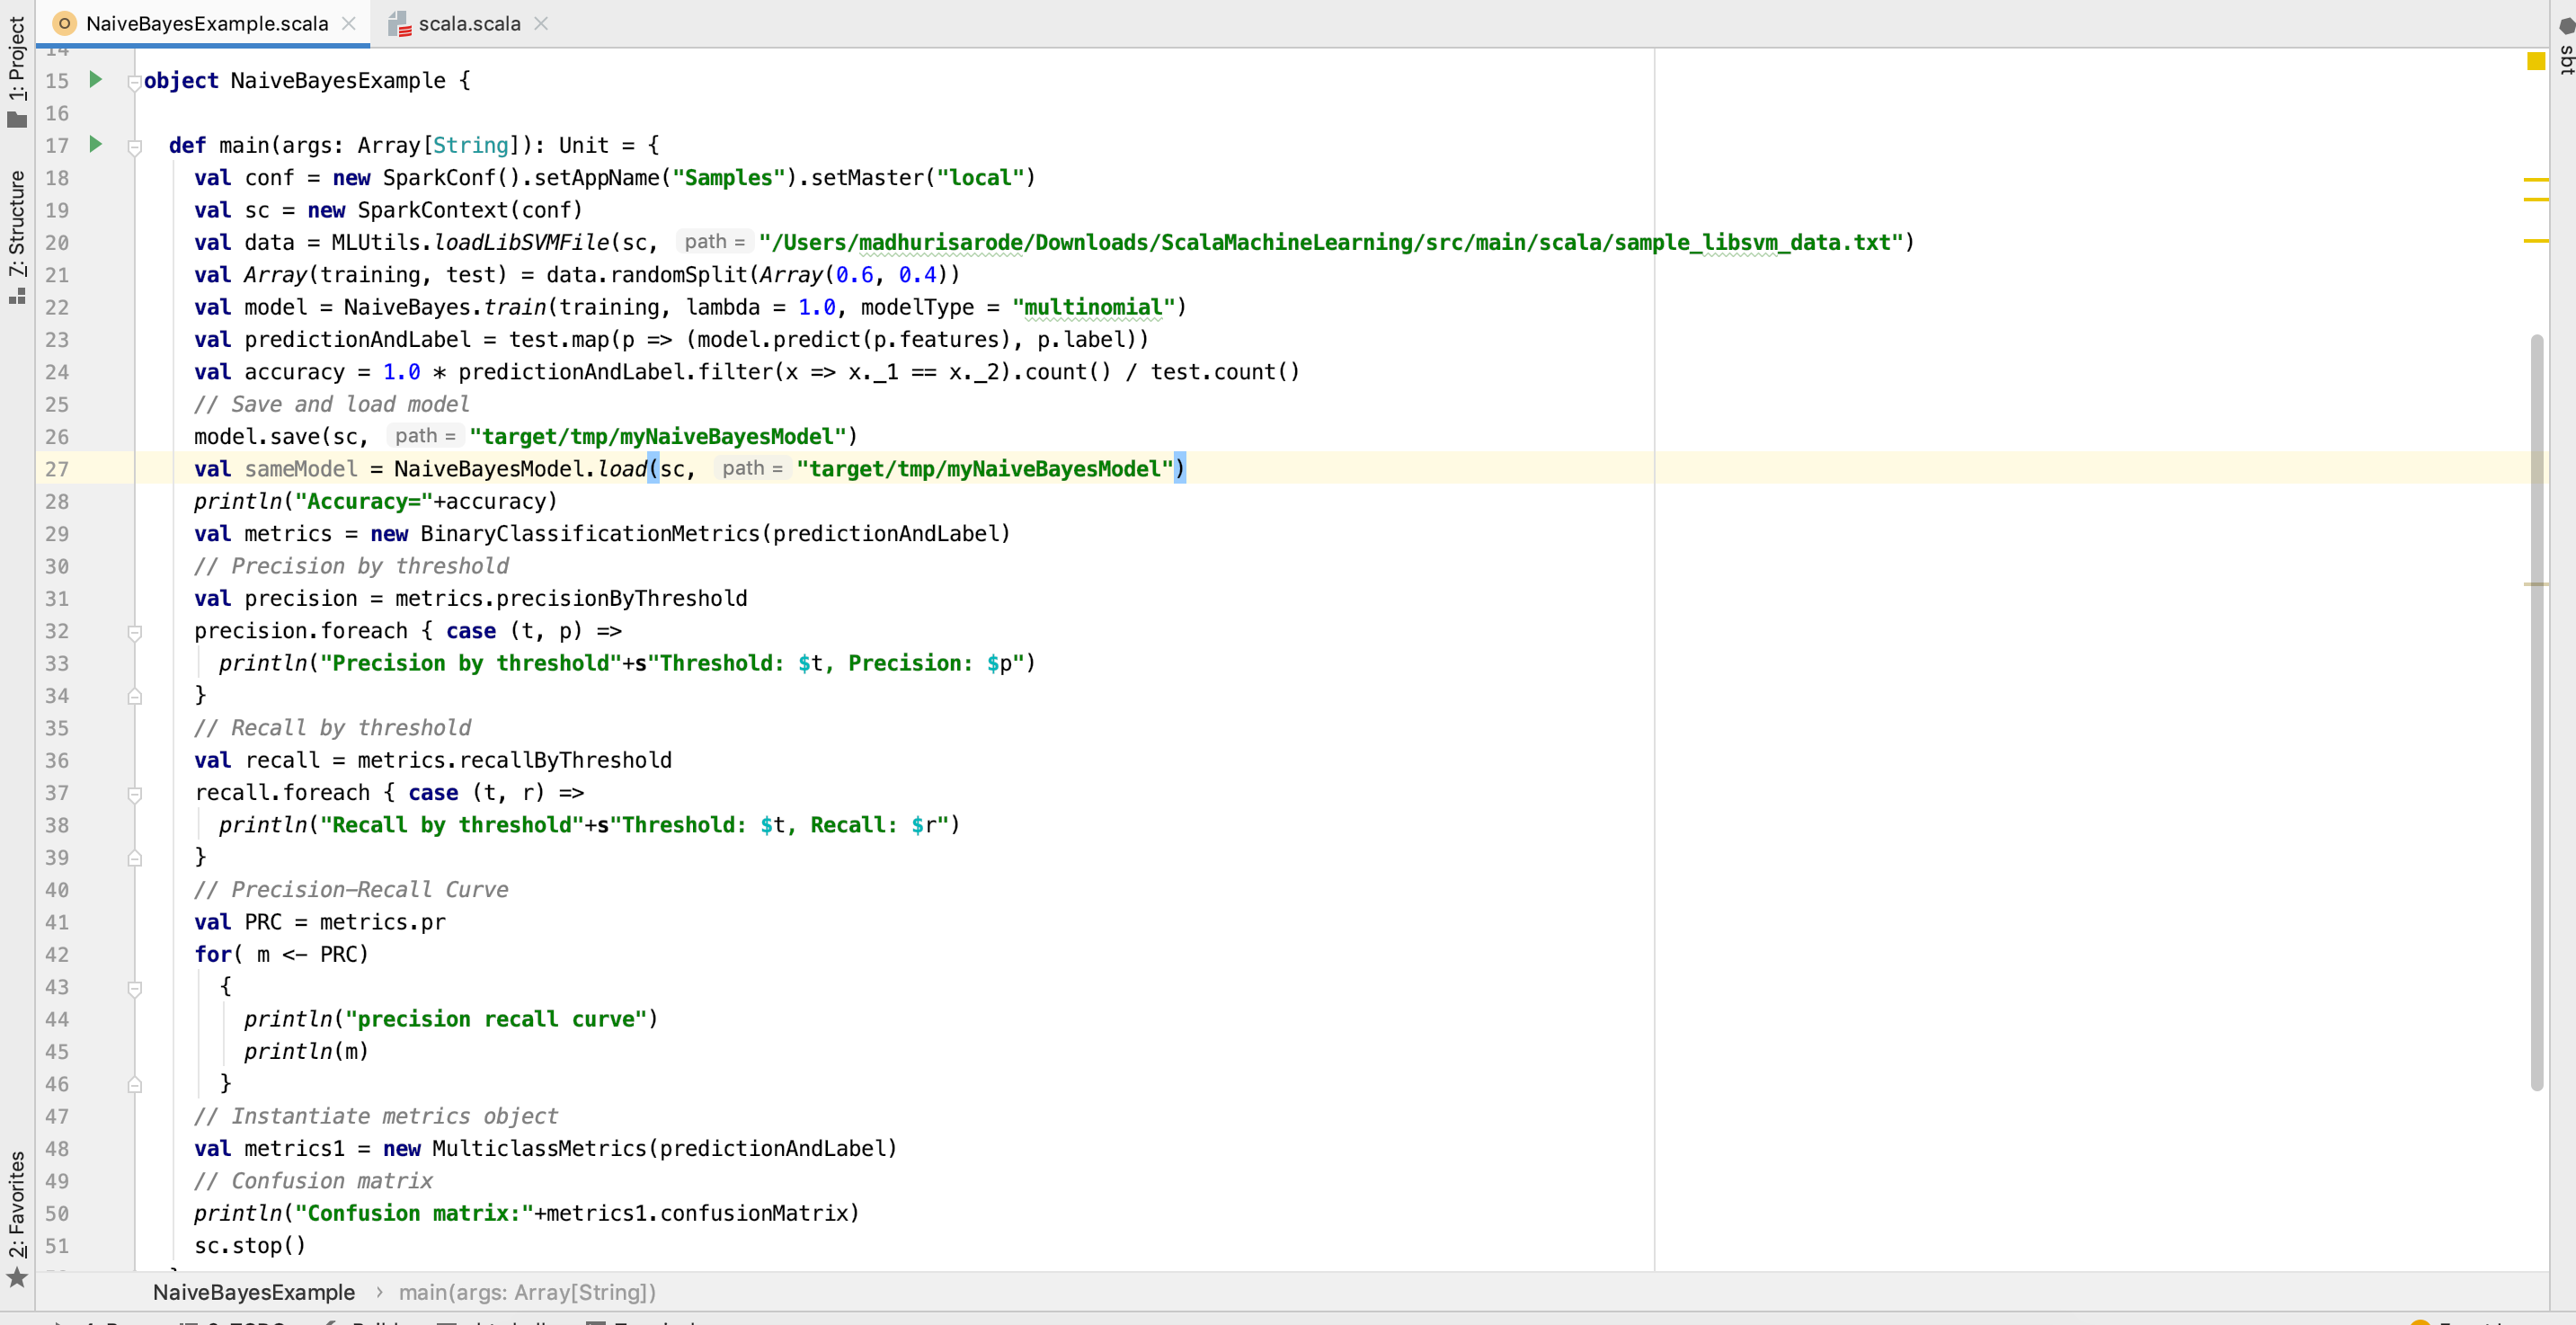 NaiveBayesExample.scala
scala.scala
1: Project
7: Structure
2: Favorites
sbt
14
15 object NaiveBayesExample {
16
17 def main(args: Array[String]): Unit = {
18 val conf = new SparkConf().setAppName("Samples").setMaster("local")
19 val sc = new SparkContext(conf)
20 val data = MLUtils.loadLibSVMFile(sc, path = "/Users/madhurisarode/Downloads/ScalaMachineLearning/src/main/scala/sample_libsvm_data.txt")
21 val Array(training, test) = data.randomSplit(Array(0.6, 0.4))
22 val model = NaiveBayes.train(training, lambda = 1.0, modelType = "multinomial")
23 val predictionAndLabel = test.map(p => (model.predict(p.features), p.label))
24 val accuracy = 1.0 * predictionAndLabel.filter(x => x._1 == x._2).count() / test.count()
25 // Save and load model
26 model.save(sc, path = "target/tmp/myNaiveBayesModel")
27 val sameModel = NaiveBayesModel.load(sc, path = "target/tmp/myNaiveBayesModel")
28 println("Accuracy="+accuracy)
29 val metrics = new BinaryClassificationMetrics(predictionAndLabel)
30 // Precision by threshold
31 val precision = metrics.precisionByThreshold
32 precision.foreach { case (t, p) =>
33 println("Precision by threshold"+s"Threshold: $t, Precision: $p")
34 }
35 // Recall by threshold
36 val recall = metrics.recallByThreshold
37 recall.foreach { case (t, r) =>
38 println("Recall by threshold"+s"Threshold: $t, Recall: $r")
39 }
40 // Precision-Recall Curve
41 val PRC = metrics.pr
42 for( m <- PRC)
43 {
44 println("precision recall curve")
45 println(m)
46 }
47 // Instantiate metrics object
48 val metrics1 = new MulticlassMetrics(predictionAndLabel)
49 // Confusion matrix
50 println("Confusion matrix:"+metrics1.confusionMatrix)
51 sc.stop()
NaiveBayesExample › main(args: Array[String])